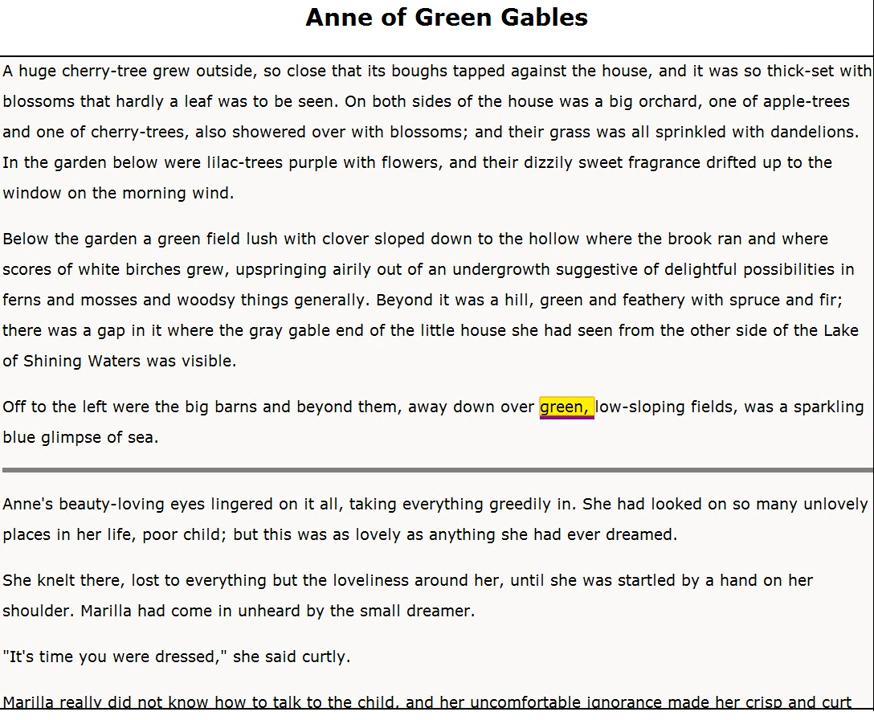 Anne of Green Gables
A huge cherry-tree grew outside, so close that its boughs tapped against the house, and it was so thick-set with
blossoms that hardly a leaf was to be seen. On both sides of the house was a big orchard, one of apple-trees
and one of cherry-trees, also showered over with blossoms; and their grass was all sprinkled with dandelions.
In the garden below were lilac-trees purple with flowers, and their dizzily sweet fragrance drifted up to the
window on the morning wind.
Below the garden a green field lush with clover sloped down to the hollow where the brook ran and where
scores of white birches grew, upspringing airily out of an undergrowth suggestive of delightful possibilities in
ferns and mosses and woodsy things generally. Beyond it was a hill, green and feathery with spruce and fir;
there was a gap in it where the gray gable end of the little house she had seen from the other side of the Lake
of Shining Waters was visible.
Off to the left were the big barns and beyond them, away down over green, low-sloping fields, was a sparkling
blue glimpse of sea.
Anne's beauty-loving eyes lingered on it all, taking everything greedily in. She had looked on so many unlovely
places in her life, poor child; but this was as lovely as anything she had ever dreamed.
She knelt there, lost to everything but the loveliness around her, until she was startled by a hand on her
shoulder. Marilla had come in unheard by the small dreamer.
"It's time you were dressed," she said curtly.
Marilla really did not know how to talk to the child, and her uncomfortable ignorance made her crisp and curt